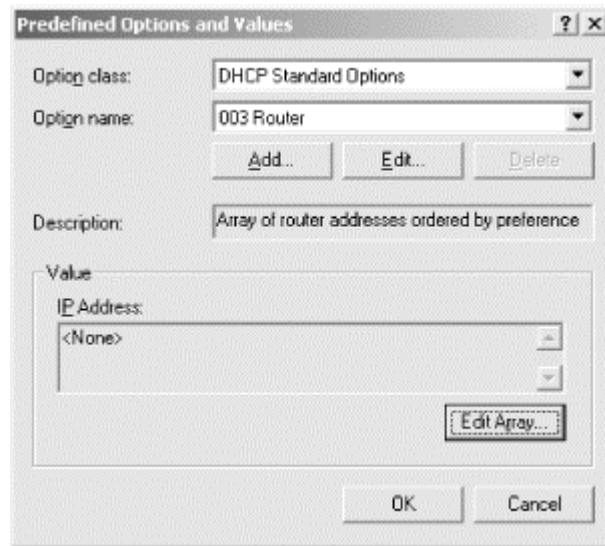 Predefined Options and Values
? ×
Option class:
DHCP Standard Options
Option name:
003 Router
Add...
Edit...
Delete
Description:
Array of router addresses ordered by preference
Value
IP Address:
<None>
Edit Array...
OK
Cancel